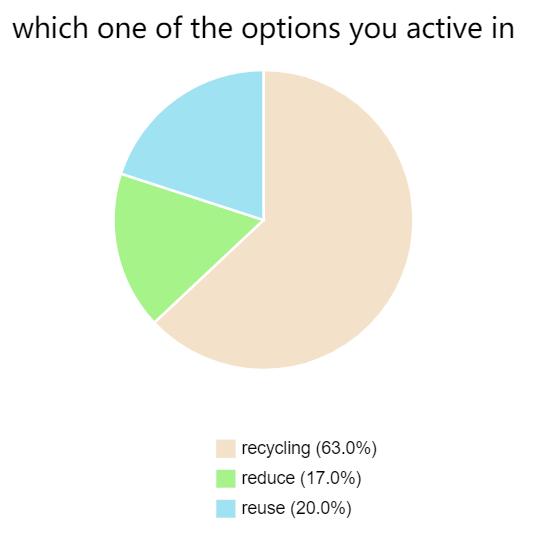 which one of the options you active in
recycling (63.0%)
reduce (17.0%)
reuse (20.0%)